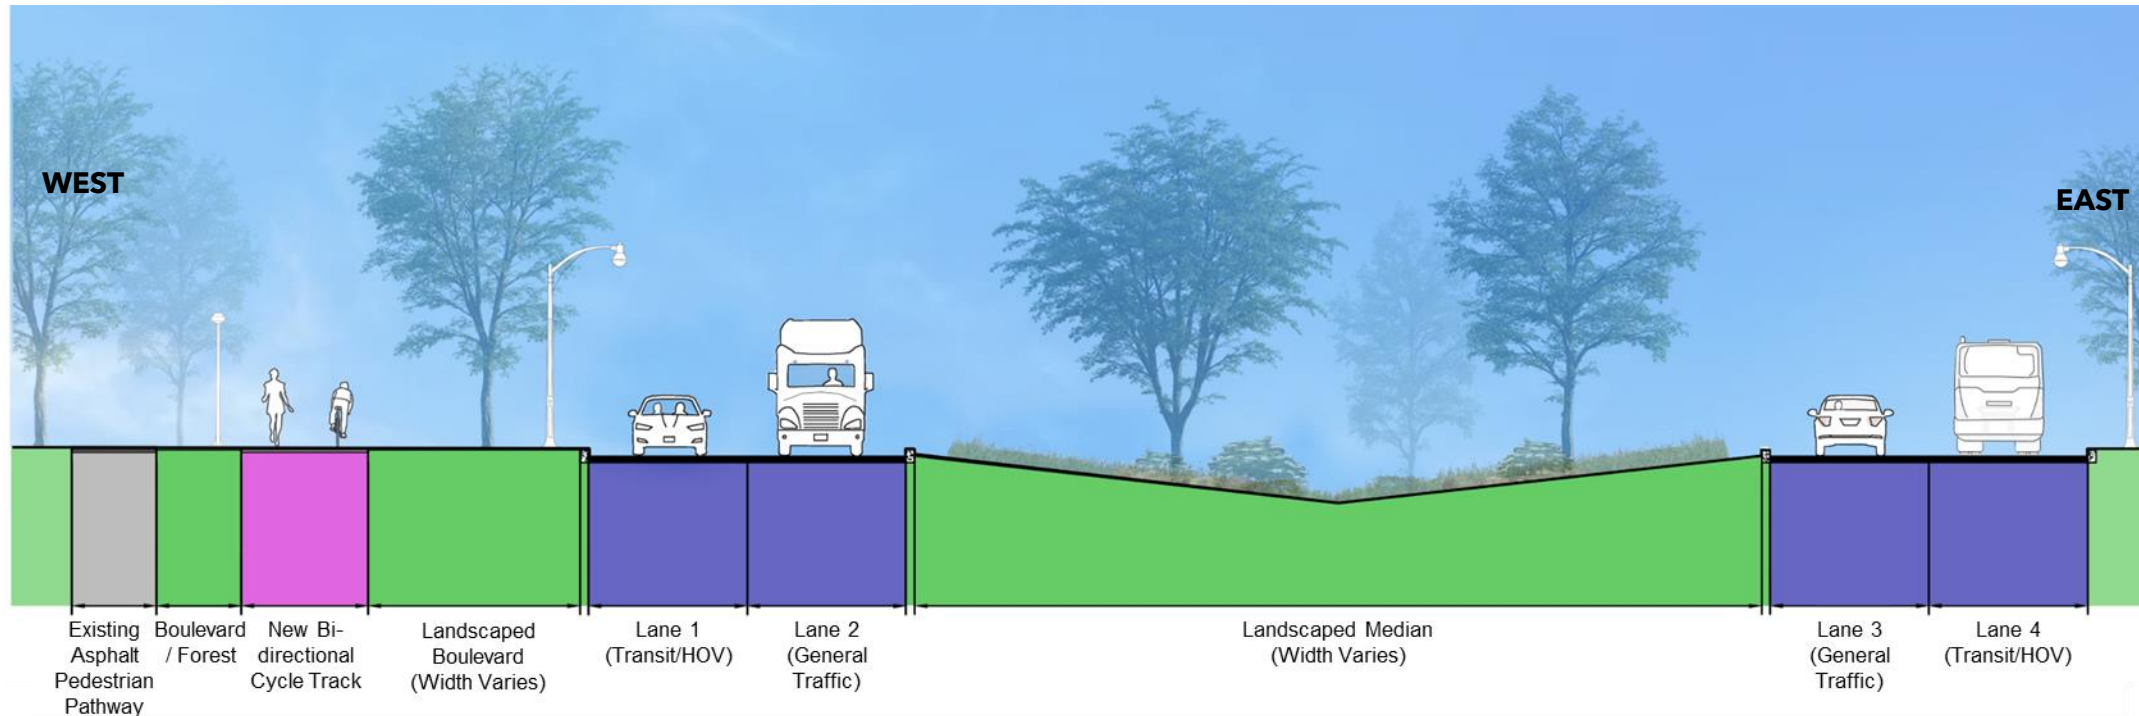 WEST
EAST
Existing
Asphalt
Pedestrian
Pathway
Boulevard
/ Forest
New Bi-
directional
Cycle Track
Landscaped
Boulevard
(Width Varies)
Lane 1
(Transit/HOV)
Lane 2
(General
Traffic)
Landscaped Median
(Width Varies)
Lane 3
(General
Traffic)
Lane 4
(Transit/HOV)